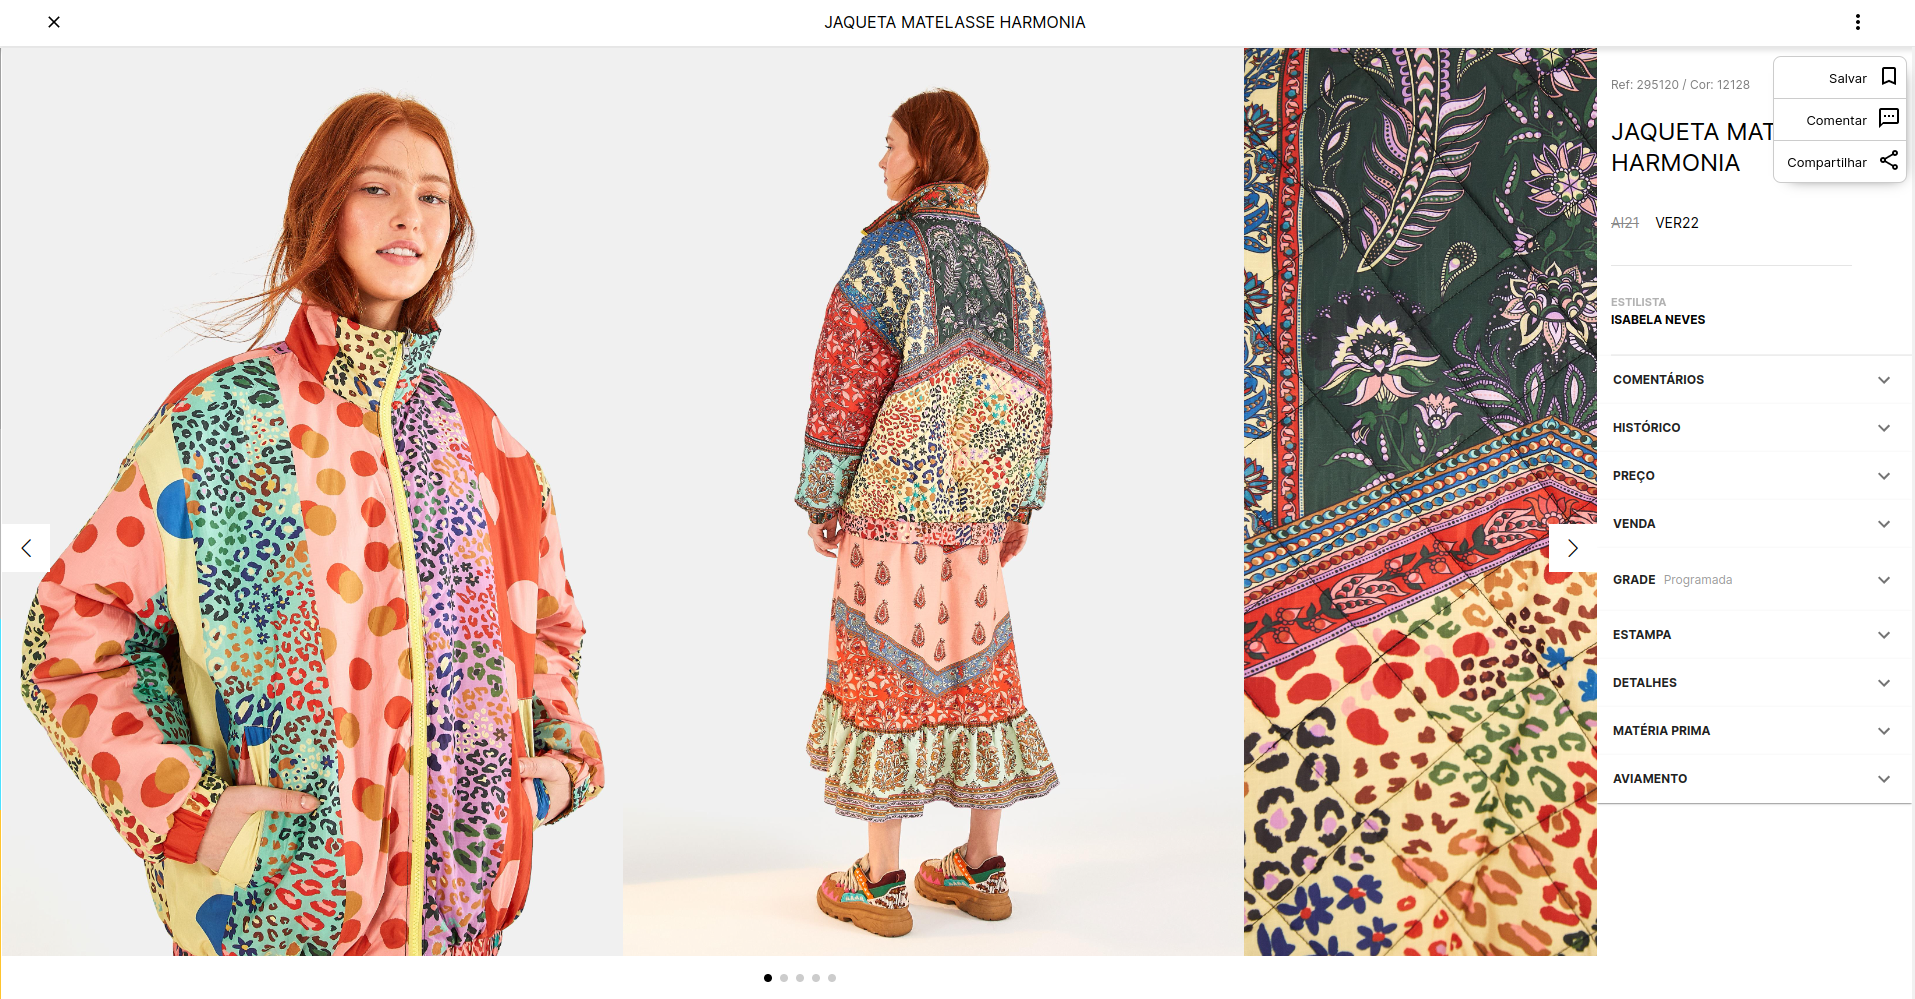 JAQUETA MATELASSE HARMONIA
Ref: 295120 / Cor: 12128
Salvar
Comentar
Compartilhar
JAQUETA MAT
HARMONIA
AI21 VER22
ESTILISTA
ISABELA NEVES
COMENTÁRIOS
HISTÓRICO
PREÇO
VENDA
GRADE Programada
ESTAMPA
DETALHES
MATÉRIA PRIMA
AVIAMENTO